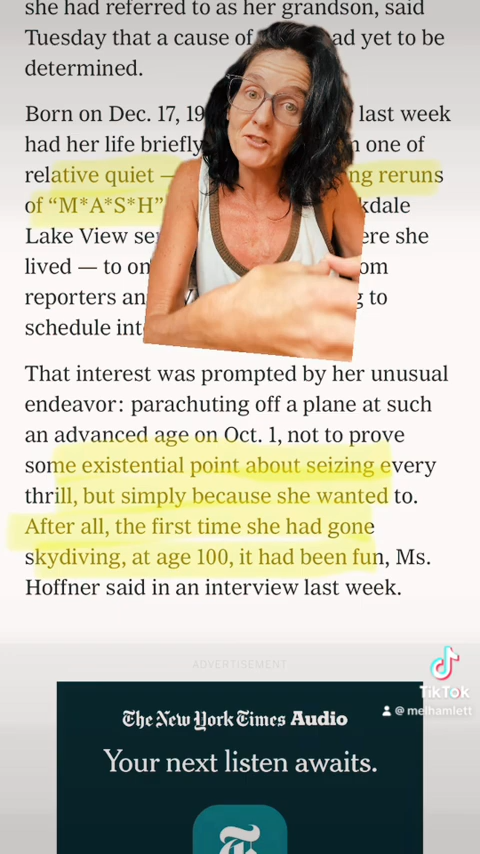 she had referred to as her grandson, said
Tuesday that a cause of ad yet to be
determined.
Born on Dec. 17, 19 last week
had her life briefly n one of
relative quiet — ng reruns
of “M*A*S*H” kdale
Lake View se ere she
lived — to on om
reporters an g to
schedule int
That interest was prompted by her unusual
endeavor: parachuting off a plane at such
an advanced age on Oct. 1, not to prove
some existential point about seizing every
thrill, but simply because she wanted to.
After all, the first time she had gone
skydiving, at age 100, it had been fun, Ms.
Hoffner said in an interview last week.
ADVERTISEMENT
TikTok
@melhamlett
The New York Times Audio
Your next listen awaits.
T